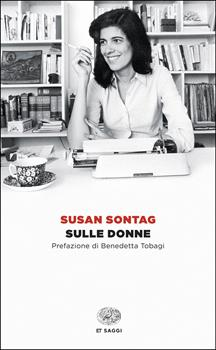 SUSAN SONTAG
SULLE DONNE
Prefazione di Benedetta Tobagi
ET SAGGI